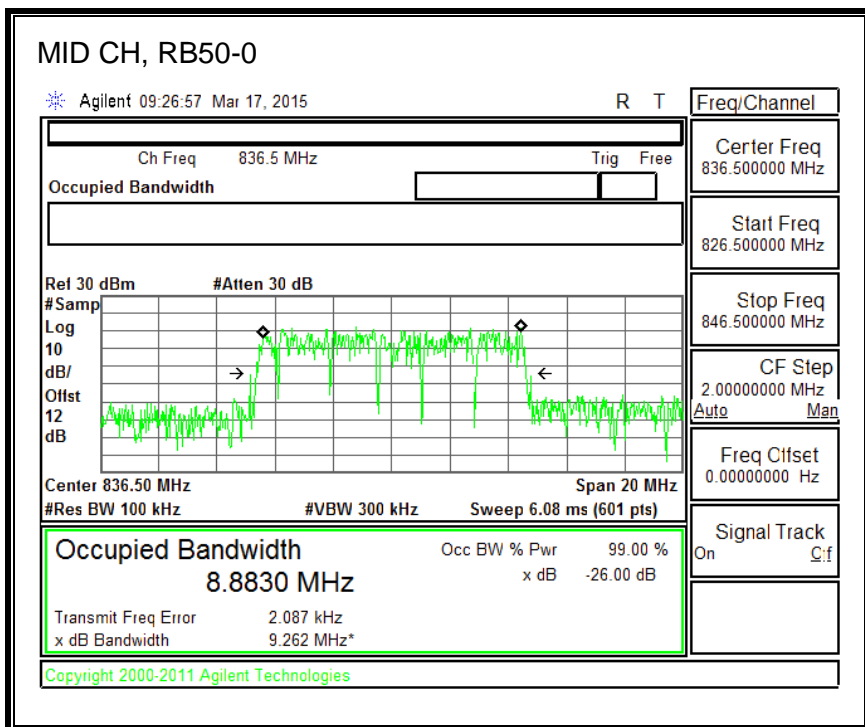 MID CH, RB50-0
Agilent 09:26:57 Mar 17, 2015 R T
Freq/Channel
Ch Freq 836.5 MHz Trig Free
Occupied Bandwidth
Center Freq
836.500000 MHz
Start Freq
826.500000 MHz
Stop Freq
846.500000 MHz
CF Step
2.00000000 MHz
Auto Man
Freq Offset
0.00000000 Hz
Signal Track
On Off
Ref 30 dBm #Atten 30 dB
#Samp
Log
10
dB/
Offst
12
dB
Center 836.50 MHz Span 20 MHz
#Res BW 100 kHz #VBW 300 kHz Sweep 6.08 ms (601 pts)
Occupied Bandwidth Occ BW % Pwr 99.00 %
8.8830 MHz x dB -26.00 dB
Transmit Freq Error 2.087 kHz
x dB Bandwidth 9.262 MHz*
Copyright 2000-2011 Agilent Technologies